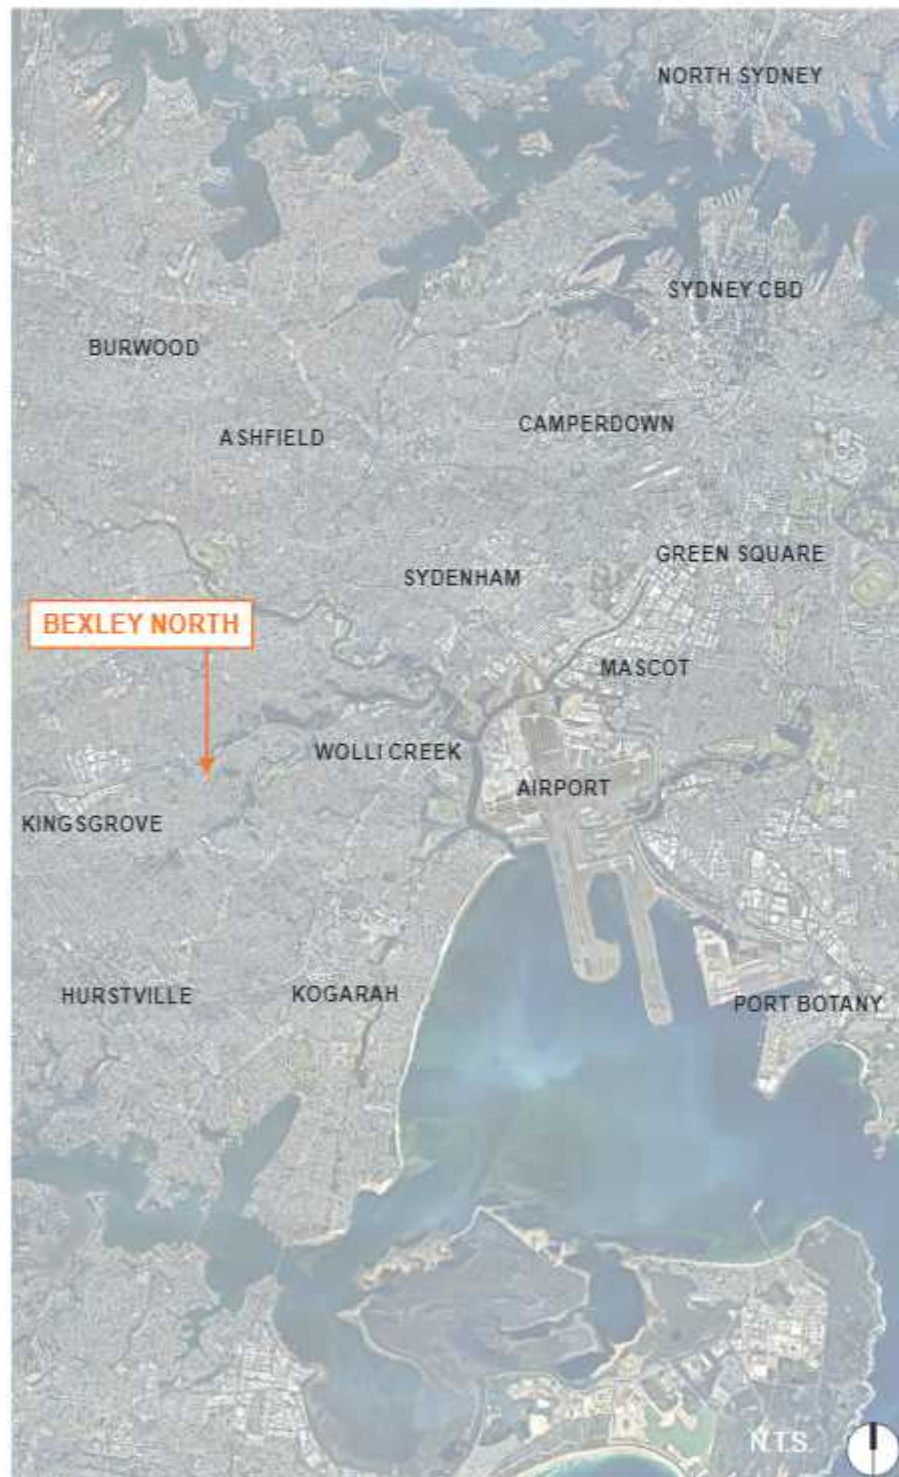 NORTH SYDNEY
SYDNEY CBD
BURWOOD
CAMPERDOWN
ASHFIELD
GREEN SQUARE
SYDENHAM
BEXLEY NORTH
MASCOT
WOLLI CREEK
AIRPORT
KINGSGROVE
HURSTVILLE
KOGARAH
PORT BOTANY
N.T.S.